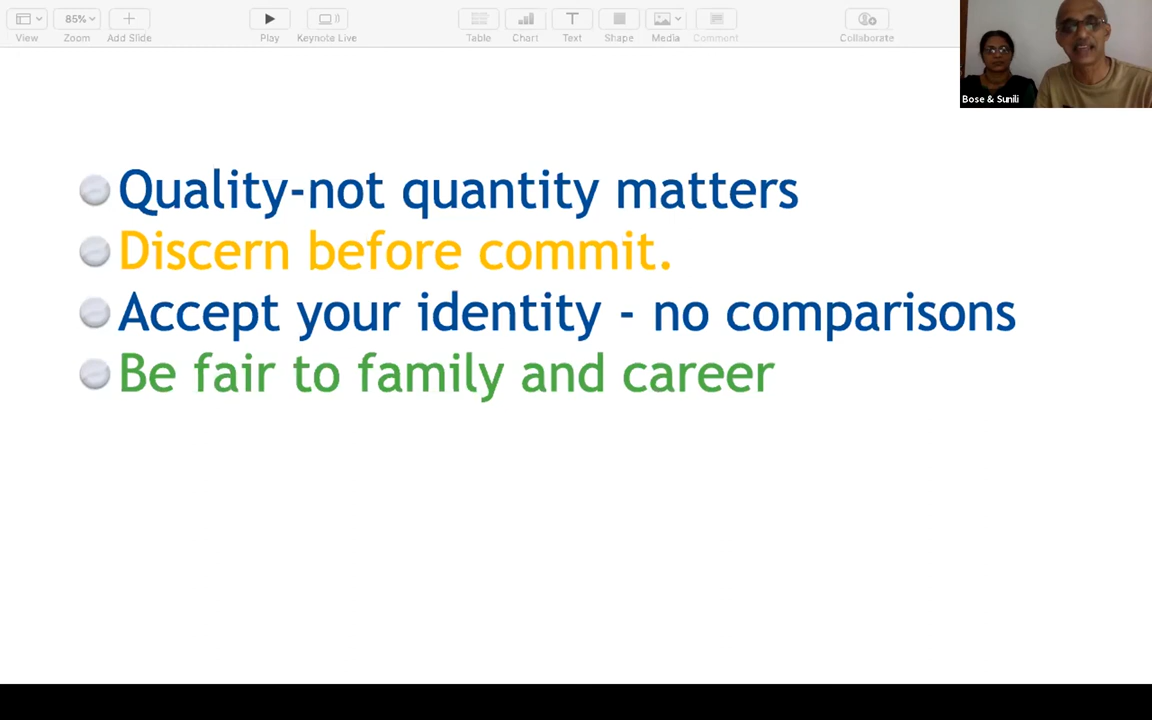 View
85%
Zoom
Add Slide
Play
Keynote Live
Table
Chart
Text
Shape
Media
Comment
Collaborate
Bose & Sunili
Quality-not quantity matters
Discern before commit.
Accept your identity - no comparisons
Be fair to family and career